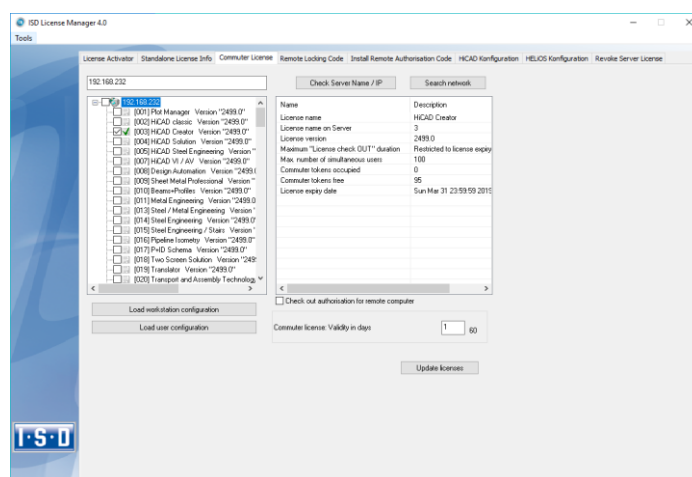 ISD License Manager 4.0
Tools
License Activator Standalone License Info Commuter License Remote Locking Code Install Remote Authorisation Code HiCAD Konfiguration HELiOS Konfiguration Revoke Server License
192.168.232
Check Server Name / IP
Search network
192.168.232
[001] Plot Manager Version "2499.0"
[002] HiCAD classic Version "2499.0"
[003] HiCAD Creator Version "2499.0"
[004] HiCAD Solution Version "2499.0"
[005] HiCAD Steel Engineering Version "
[007] HiCAD VI / AV Version "2499.0"
[008] Design Automation Version "2499.0
[009] Sheet Metal Professional Version "
[010] Beams+Profiles Version "2499.0"
[011] Metal Engineering Version "2499.0
[013] Steel / Metal Engineering Version "
[014] Steel Engineering Version "2499.0"
[015] Steel Engineering / Stairs Version "
[016] Pipeline Isometry Version "2499.0"
[017] P+ID Schema Version "2499.0"
[018] Two Screen Solution Version "249
[019] Translator Version "2499.0"
[020] Transport and Assembly Technolog
Name Description
License name HiCAD Creator
License name on Server 3
License version 2499.0
Maximum "License check OUT" duration Restricted to license expiry
Max. number of simultaneous users 100
Commuter tokens occupied 0
Commuter tokens free 95
License expiry date Sun Mar 31 23:59:59 2019
Load workstation configuration
Load user configuration
Check out authorisation for remote computer
Commuter license: Validity in days 1 60
Update licenses
I·S·D